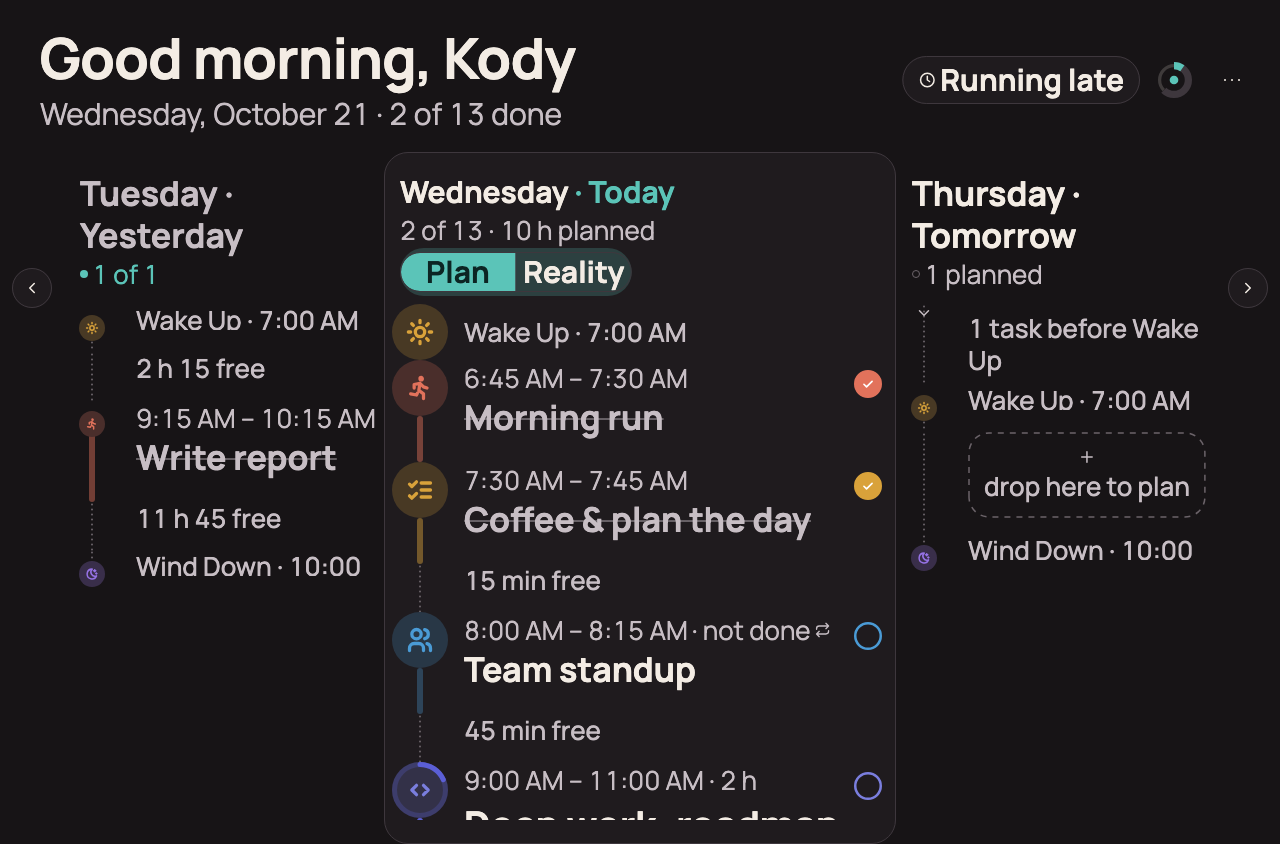 Good morning, Kody
Wednesday, October 21 · 2 of 13 done
Running late
Tuesday ·
Yesterday
1 of 1
Wake Up · 7:00 AM
2 h 15 free
9:15 AM – 10:15 AM
Write report
11 h 45 free
Wind Down · 10:00
Wednesday · Today
2 of 13 · 10 h planned
Plan
Reality
Wake Up · 7:00 AM
6:45 AM – 7:30 AM
Morning run
7:30 AM – 7:45 AM
Coffee & plan the day
15 min free
8:00 AM – 8:15 AM · not done
Team standup
45 min free
9:00 AM – 11:00 AM · 2 h
Deep work
Thursday ·
Tomorrow
1 planned
1 task before Wake
Up
Wake Up · 7:00 AM
+
drop here to plan
Wind Down · 10:00